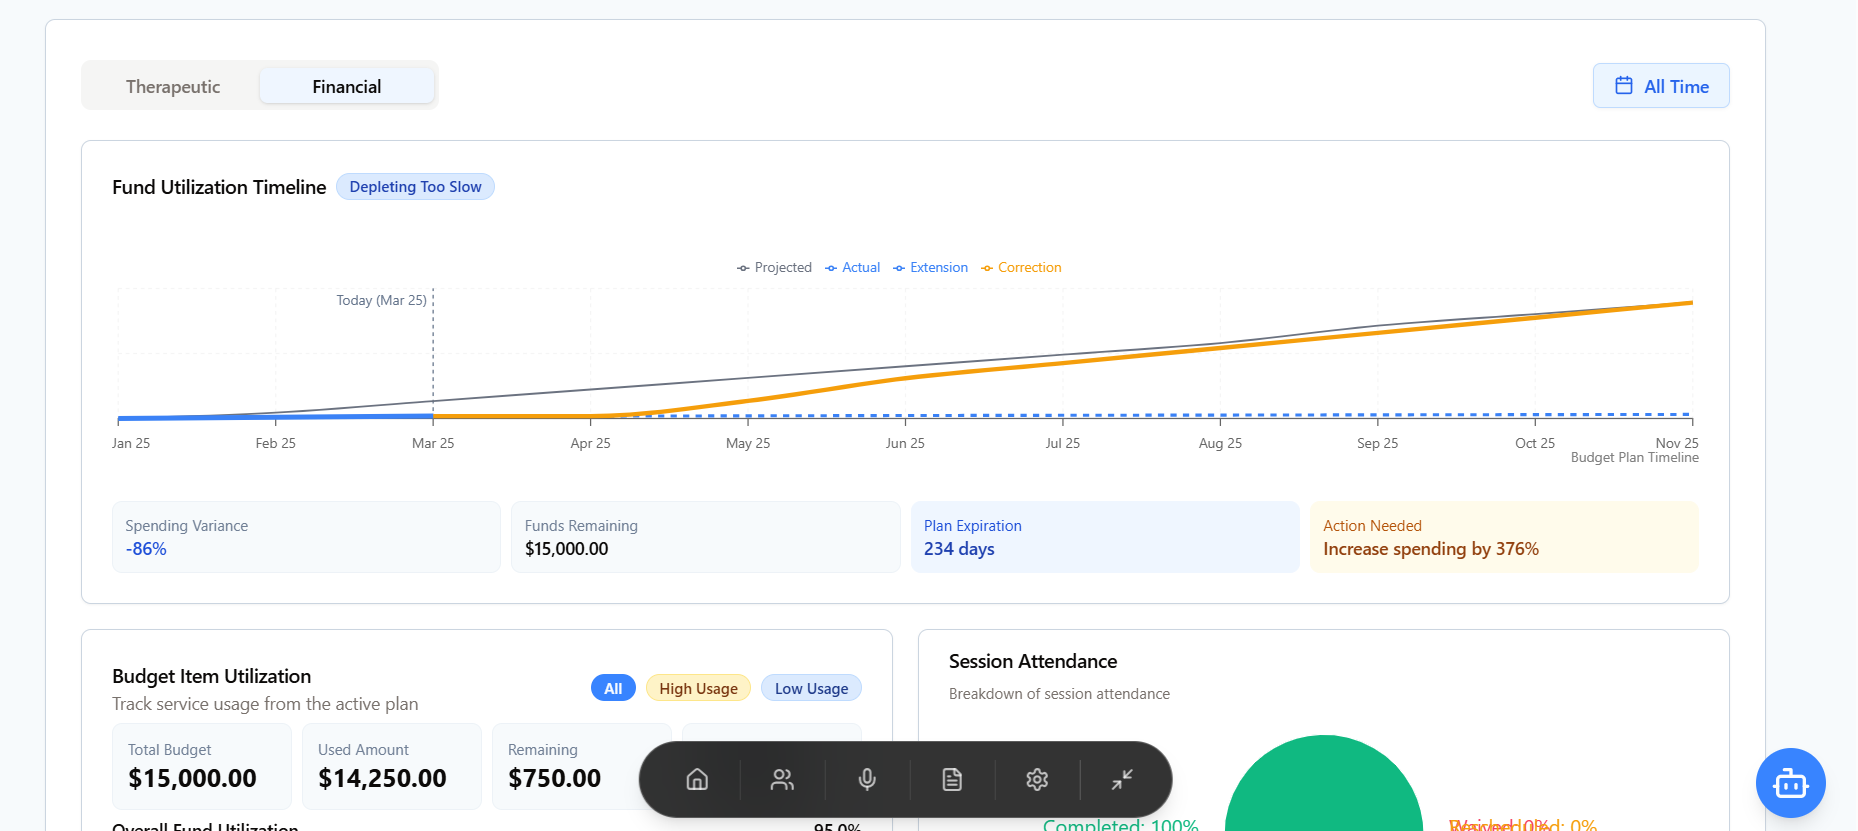 Therapeutic
Financial
All Time
Fund Utilization Timeline
Depleting Too Slow
Projected
Actual
Extension
Correction
Today (Mar 25)
Jan 25
Feb 25
Mar 25
Apr 25
May 25
Jun 25
Jul 25
Aug 25
Sep 25
Oct 25
Nov 25
Budget Plan Timeline
Spending Variance
-86%
Funds Remaining
$15,000.00
Plan Expiration
234 days
Action Needed
Increase spending by 376%
Budget Item Utilization
Track service usage from the active plan
All
High Usage
Low Usage
Total Budget
$15,000.00
Used Amount
$14,250.00
Remaining
$750.00
Overall Fund Utilization
95.0%
Session Attendance
Breakdown of session attendance
Completed: 100%
Waived: 0%